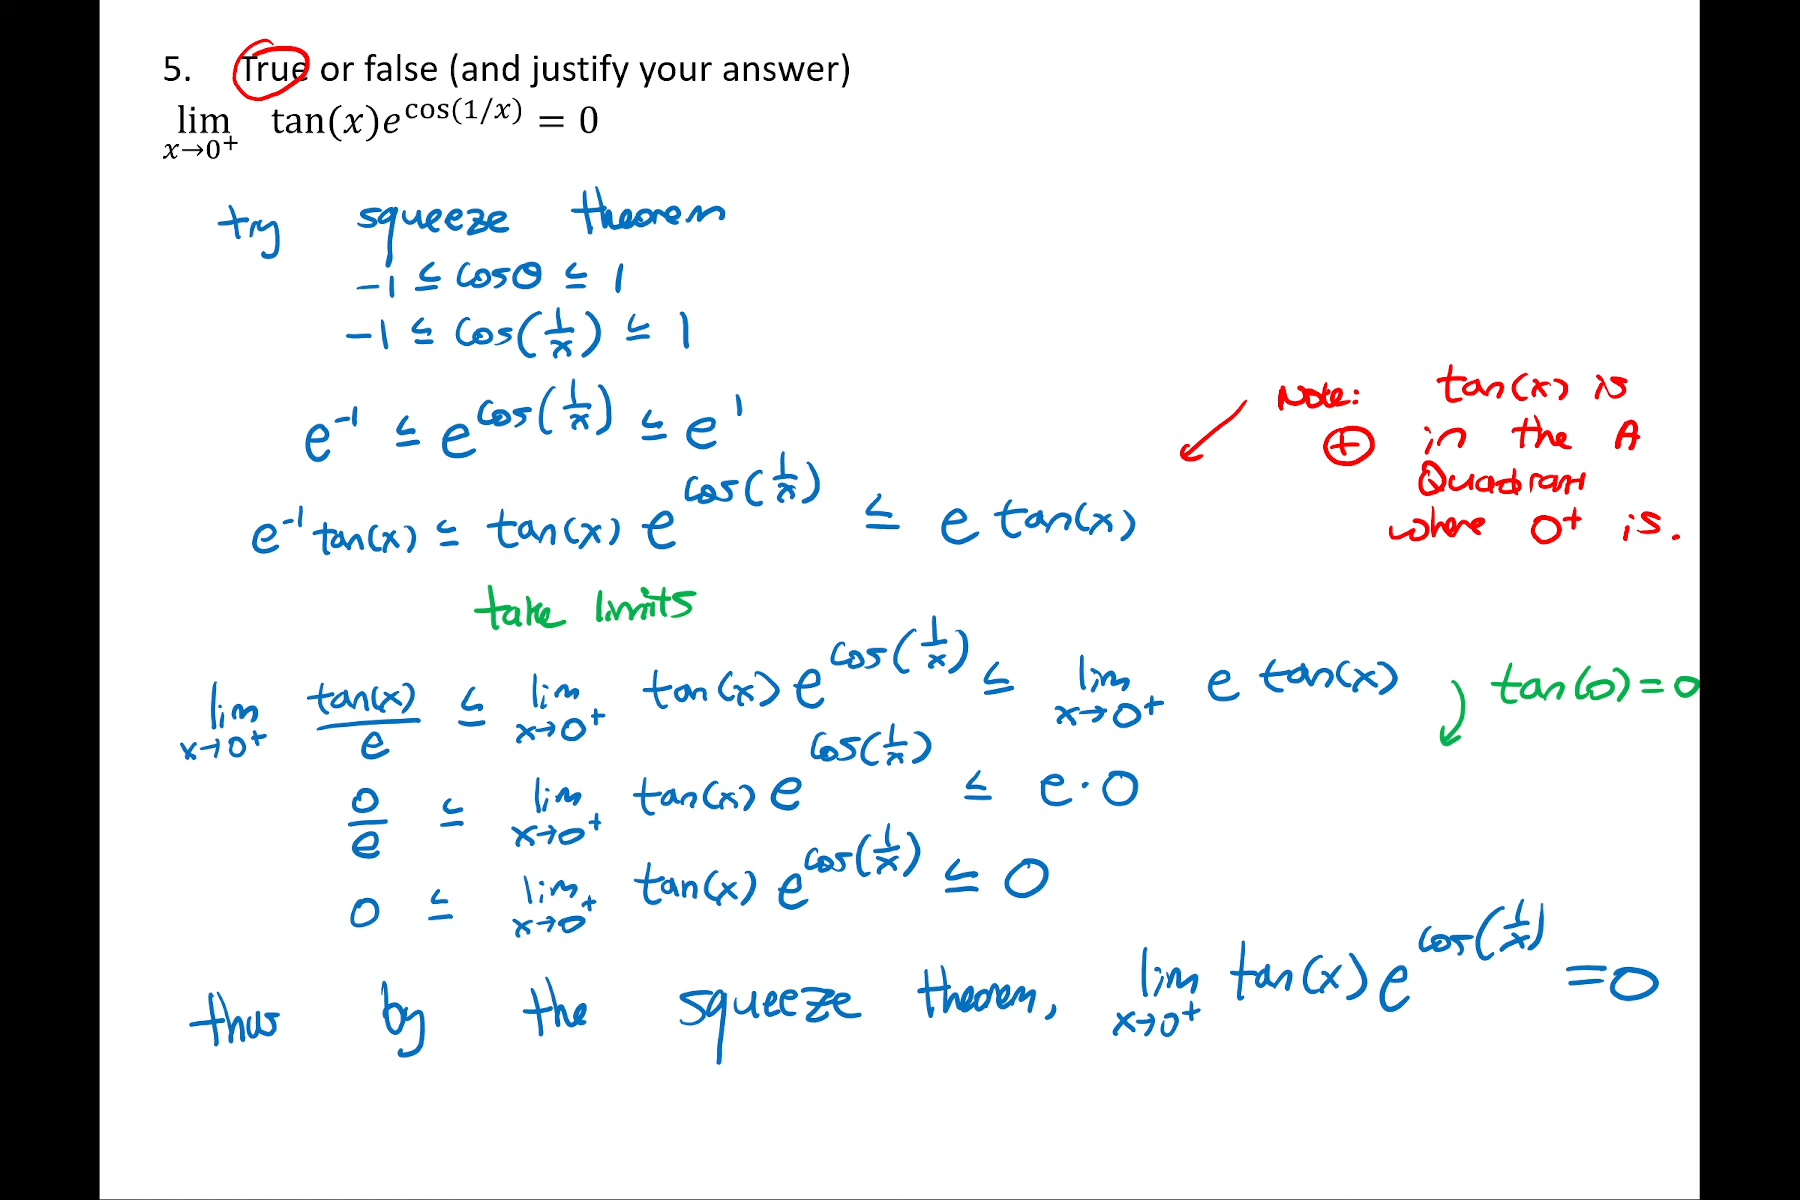 5. True or false (and justify your answer)
lim x→0⁺ tan(x)e^cos(1/x) = 0
try squeeze theorem
-1 ≤ cosθ ≤ 1
-1 ≤ cos(1/x) ≤ 1
e^-1 ≤ e^cos(1/x) ≤ e^1
Note: tan(x) is
⊕ in the A
Quadrant
where 0⁺ is.
e^-1 tan(x) ≤ tan(x) e^cos(1/x) ≤ e tan(x)
take limits
lim x→0⁺ tan(x)/e ≤ lim x→0⁺ tan(x) e^cos(1/x) ≤ lim x→0⁺ e tan(x)
tan(0) = 0
0/e ≤ lim x→0⁺ tan(x) e^cos(1/x) ≤ e·0
0 ≤ lim x→0⁺ tan(x) e^cos(1/x) ≤ 0
thus by the squeeze theorem, lim x→0⁺ tan(x) e^cos(1/x) = 0